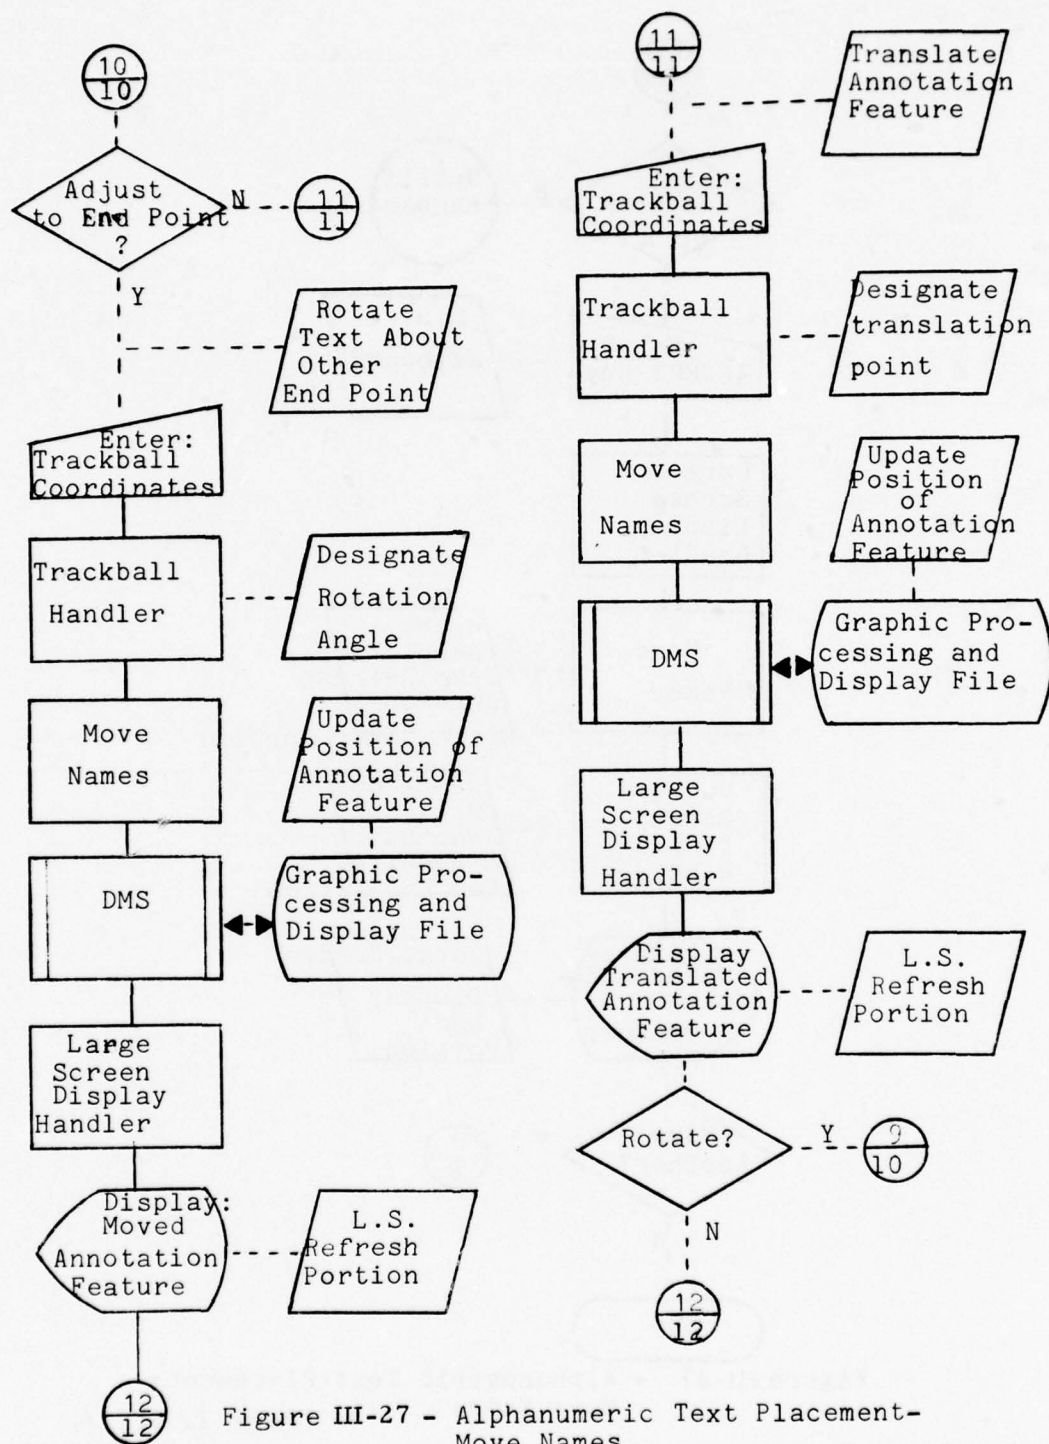 10
10
Adjust
to End Point
?
N
11
11
Y
Rotate
Text About
Other
End Point
Enter:
Trackball
Coordinates
Trackball
Handler
Designate
Rotation
Angle
Move
Names
Update
Position of
Annotation
Feature
DMS
Graphic Pro-
cessing and
Display File
Large
Screen
Display
Handler
Display:
Moved
Annotation
Feature
L.S.
Refresh
Portion
12
12
11
11
Translate
Annotation
Feature
Enter:
Trackball
Coordinates
Trackball
Handler
Designate
translation
point
Move
Names
Update
Position
of
Annotation
Feature
DMS
Graphic Pro-
cessing and
Display File
Large
Screen
Display
Handler
Display
Translated
Annotation
Feature
L.S.
Refresh
Portion
Rotate?
Y
9
10
N
12
12
Figure III-27 - Alphanumeric Text Placement-
Move Names